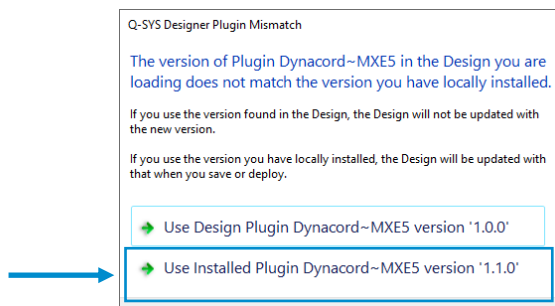 Q-SYS Designer Plugin Mismatch
The version of Plugin Dynacord~MXE5 in the Design you are
loading does not match the version you have locally installed.
If you use the version found in the Design, the Design will not be updated with
the new version.
If you use the version you have locally installed, the Design will be updated with
that when you save or deploy.
Use Design Plugin Dynacord~MXE5 version '1.0.0'
Use Installed Plugin Dynacord~MXE5 version '1.1.0'